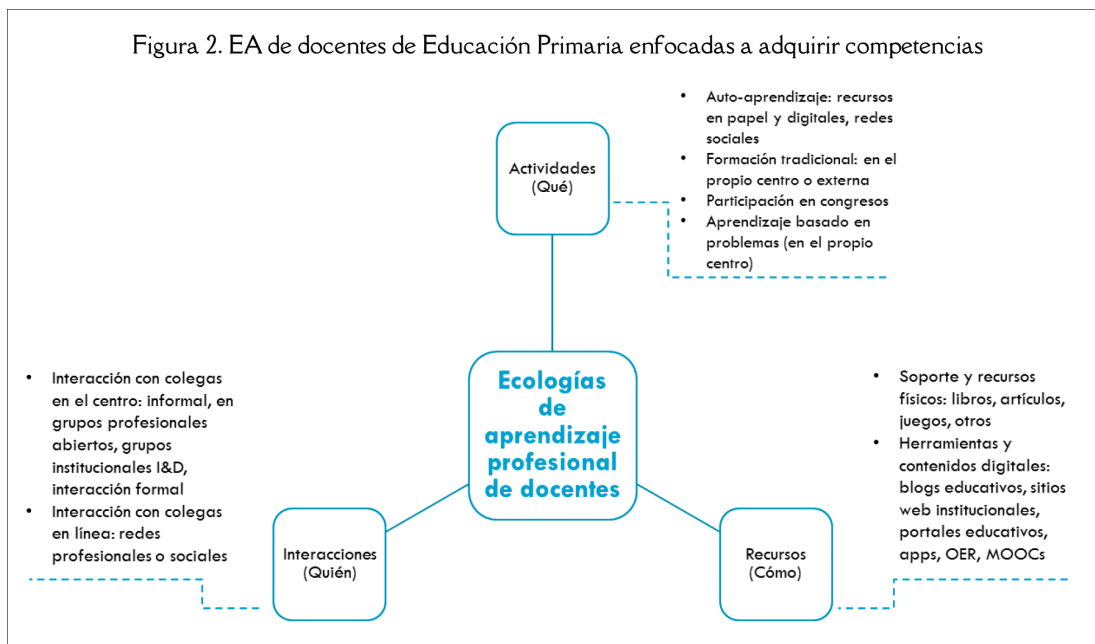 Figura 2. EA de docentes de Educación Primaria enfocadas a adquirir competencias
Actividades
(Qué)
• Auto-aprendizaje: recursos
en papel y digitales, redes
sociales
• Formación tradicional: en el
propio centro o externa
• Participación en congresos
• Aprendizaje basado en
problemas (en el propio
centro)
Ecologías
de
aprendizaje
profesional
de docentes
• Interacción con colegas
en el centro: informal, en
grupos profesionales
abiertos, grupos
institucionales I&D,
interacción formal
• Interacción con colegas
en línea: redes
profesionales o sociales
Interacciones
(Quién)
• Soporte y recursos
físicos: libros, artículos,
juegos, otros
• Herramientas y
contenidos digitales:
blogs educativos, sitios
web institucionales,
portales educativos,
apps, OER, MOOCs
Recursos
(Cómo)